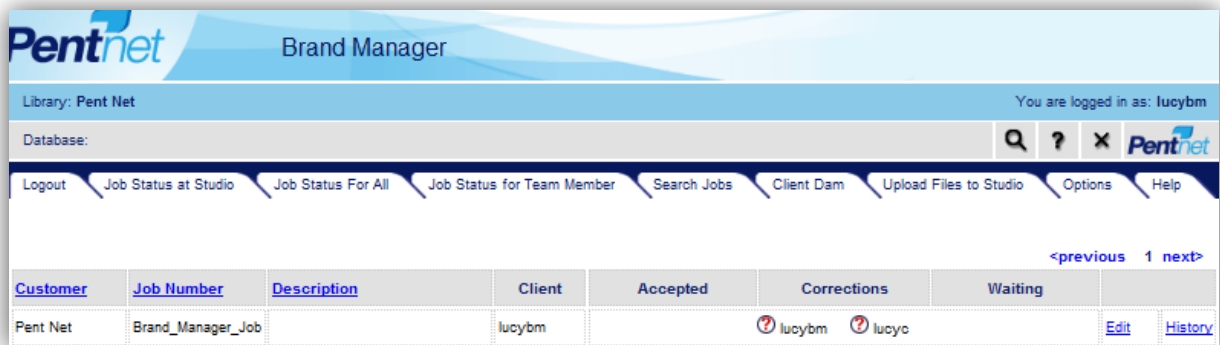 Pentnet
Brand Manager
Library: Pent Net You are logged in as: lucybm
Database: ? Pentnet
Logout Job Status at Studio Job Status For All Job Status for Team Member Search Jobs Client Dam Upload Files to Studio Options Help
<previous 1 next>
Customer Job Number Description Client Accepted Corrections Waiting
Pent Net Brand_Manager_Job lucybm ? lucybm ? lucyc Edit History